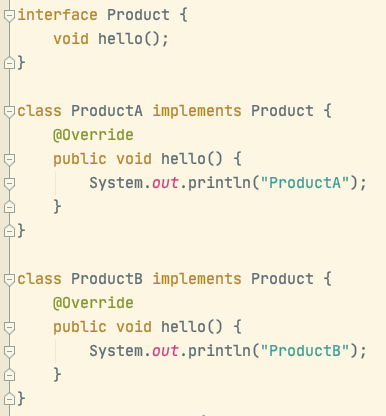 interface Product {
    void hello();
}

class ProductA implements Product {
    @Override
    public void hello() {
        System.out.println("ProductA");
    }
}

class ProductB implements Product {
    @Override
    public void hello() {
        System.out.println("ProductB");
    }
}